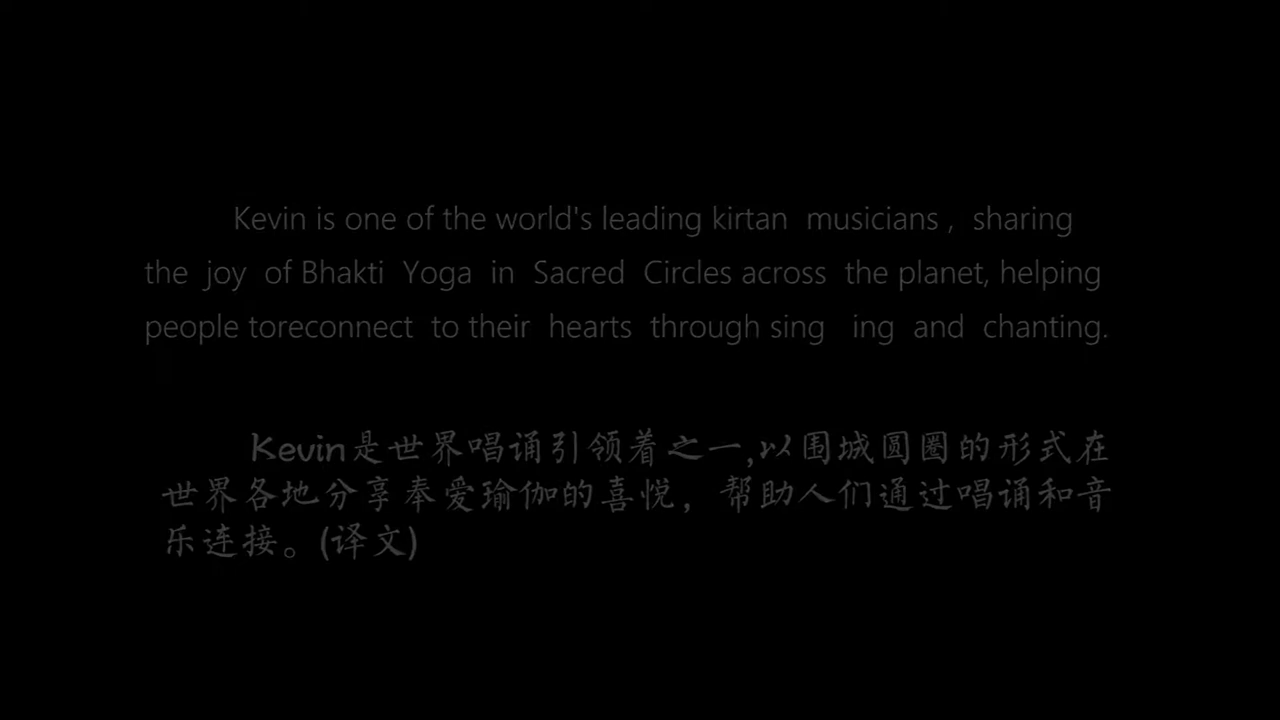 Kevin is one of the world's leading kirtan musicians , sharing
the joy of Bhakti Yoga in Sacred Circles across the planet, helping
people toreconnect to their hearts through sing ing and chanting.
Kevin是世界唱诵引领着之一,以围城圆圈的形式在
世界各地分享奉爱瑜伽的喜悦，帮助人们通过唱诵和音
乐连接。(译文)